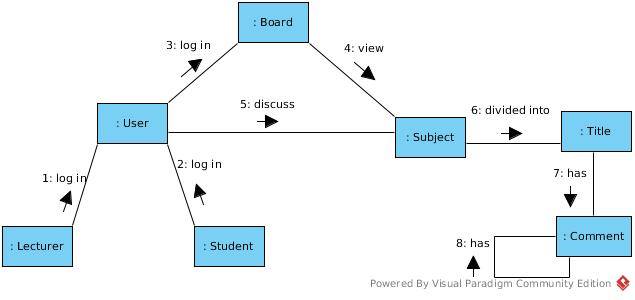 : Board
3: log in
4: view
: User
5: discuss
: Subject
6: divided into
: Title
1: log in
2: log in
7: has
: Lecturer
: Student
: Comment
8: has
Powered By Visual Paradigm Community Edition